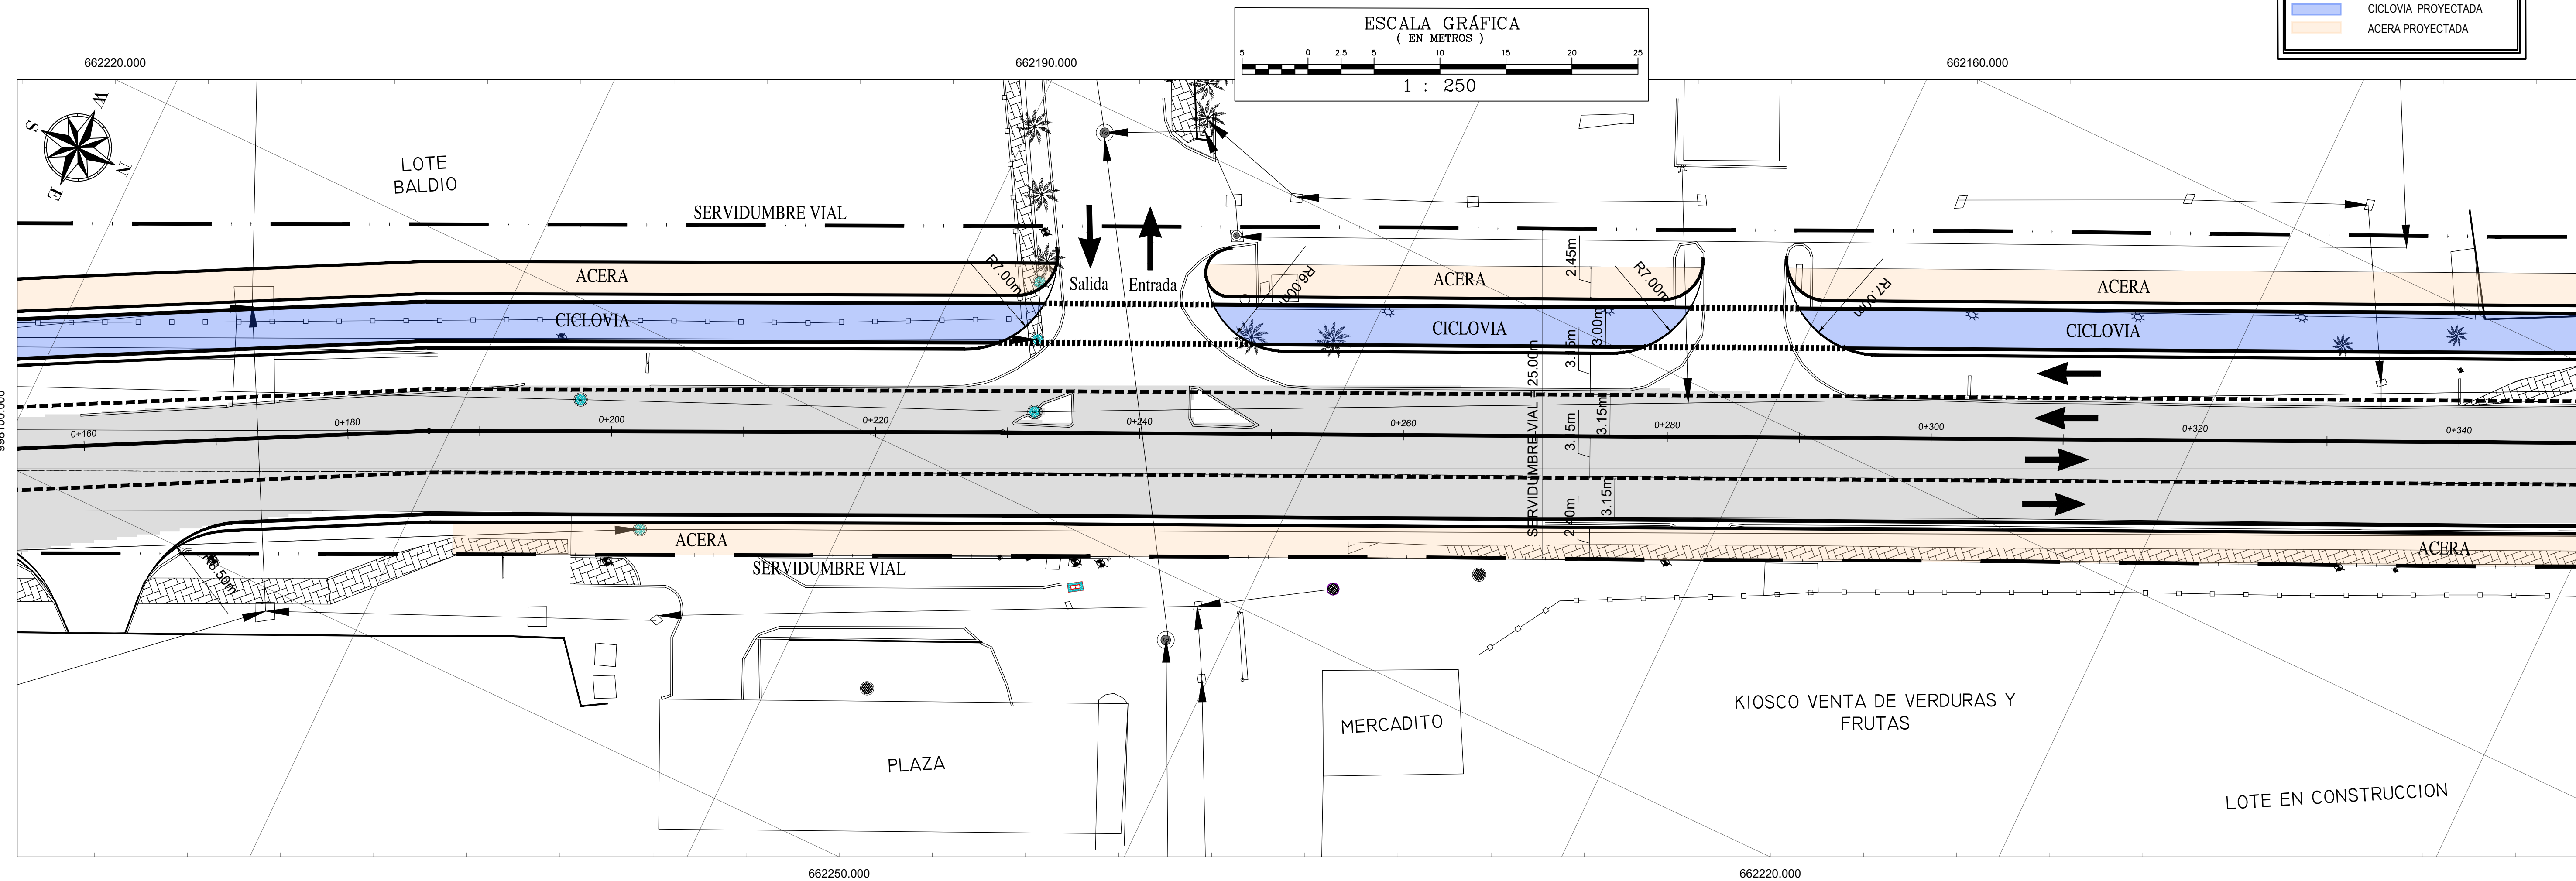 CICLOVIA PROYECTADA
ACERA PROYECTADA
ESCALA GRÁFICA
( EN METROS )
5 0 2.5 5 10 15 20 25
1 : 250
662220.000
662190.000
662160.000
W
S
N
E
LOTE
BALDIO
SERVIDUMBRE VIAL
ACERA
R7.00m
Salida
Entrada
ACERA
R6.00m
2.45m
R7.00m
ACERA
R7.00m
CICLOVIA
CICLOVIA
3.00m
3.15m
CICLOVIA
SERVIDUMBRE VIAL = 25.00m
3.15m
3.15m
3.15m
2.40m
0+160
0+180
0+200
0+220
0+240
0+260
0+280
0+300
0+320
0+340
ACERA
ACERA
SERVIDUMBRE VIAL
PLAZA
MERCADITO
KIOSCO VENTA DE VERDURAS Y
FRUTAS
LOTE EN CONSTRUCCION
662250.000
662220.000